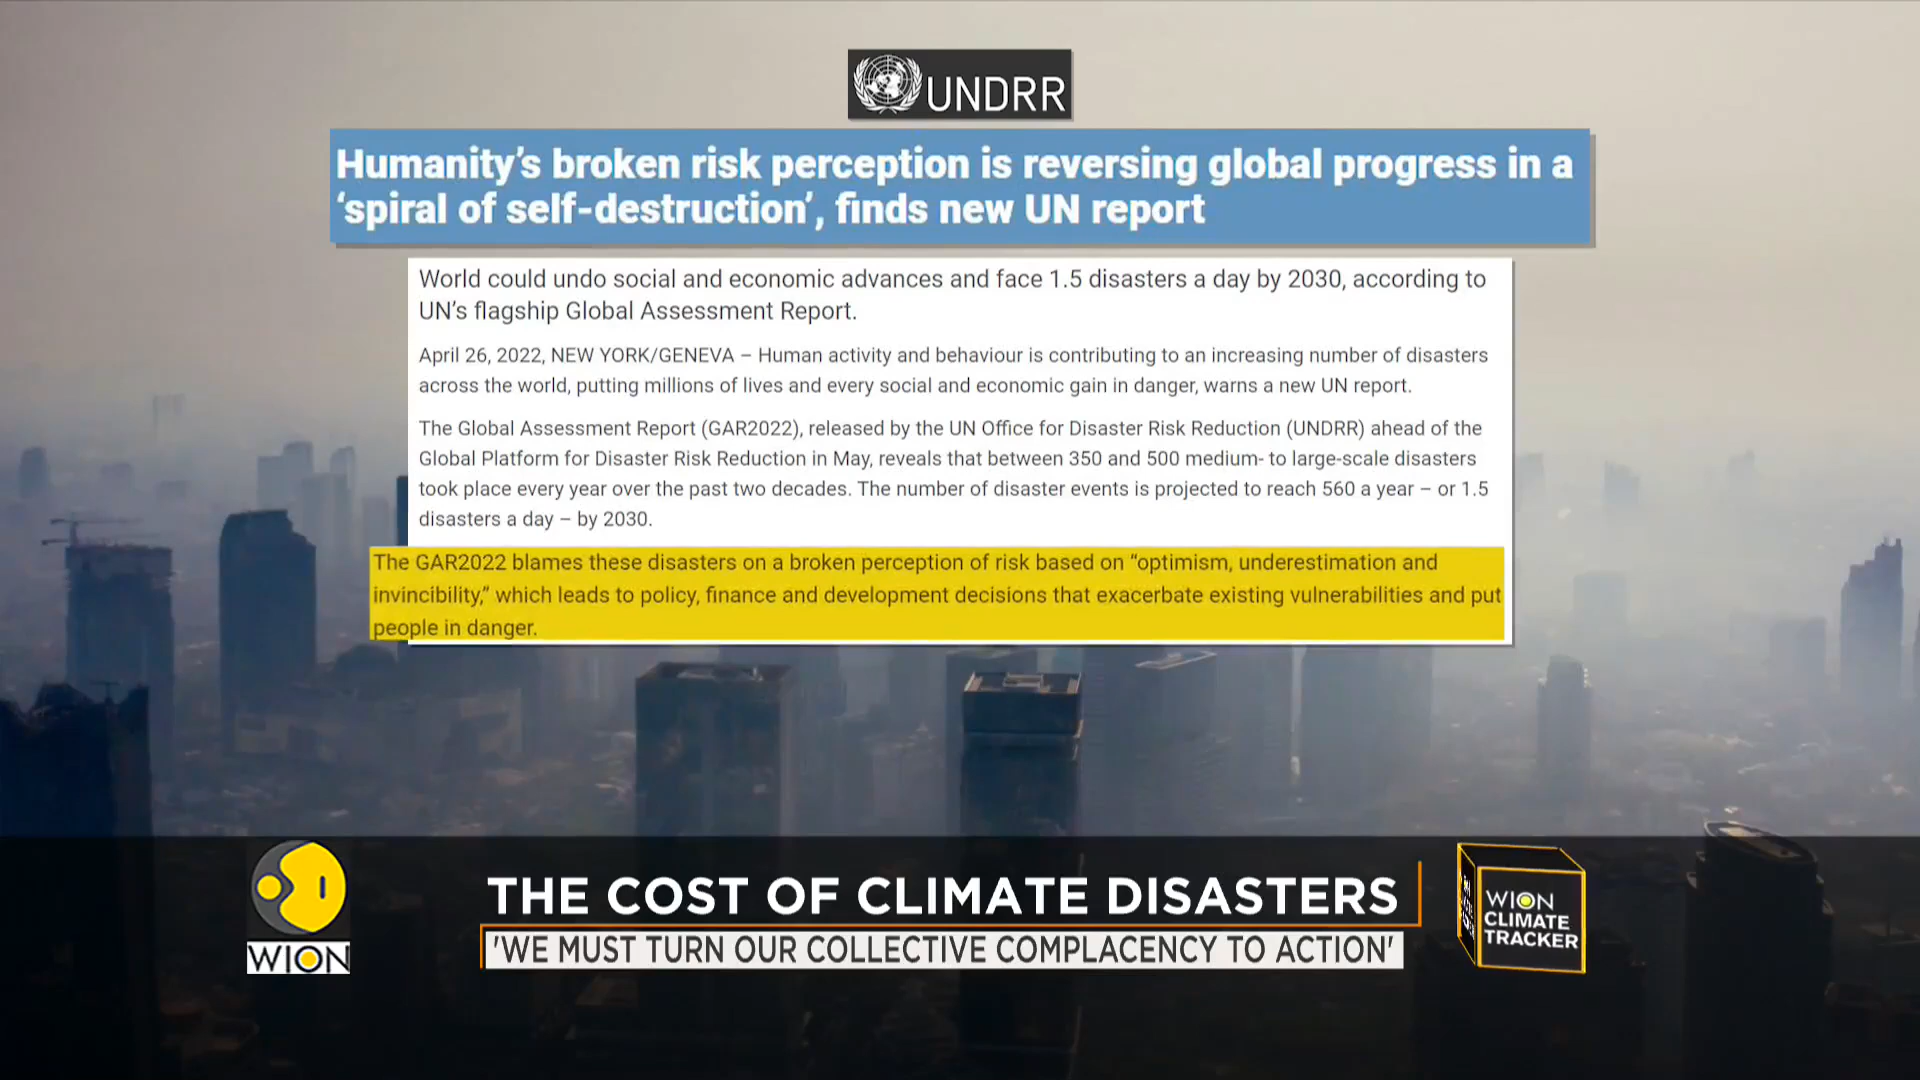 UNDRR
Humanity’s broken risk perception is reversing global progress in a
‘spiral of self-destruction’, finds new UN report
World could undo social and economic advances and face 1.5 disasters a day by 2030, according to
UN’s flagship Global Assessment Report.
April 26, 2022, NEW YORK/GENEVA – Human activity and behaviour is contributing to an increasing number of disasters
across the world, putting millions of lives and every social and economic gain in danger, warns a new UN report.
The Global Assessment Report (GAR2022), released by the UN Office for Disaster Risk Reduction (UNDRR) ahead of the
Global Platform for Disaster Risk Reduction in May, reveals that between 350 and 500 medium- to large-scale disasters
took place every year over the past two decades. The number of disaster events is projected to reach 560 a year – or 1.5
disasters a day – by 2030.
The GAR2022 blames these disasters on a broken perception of risk based on “optimism, underestimation and
invincibility,” which leads to policy, finance and development decisions that exacerbate existing vulnerabilities and put
people in danger.
THE COST OF CLIMATE DISASTERS
'WE MUST TURN OUR COLLECTIVE COMPLACENCY TO ACTION'
WION
WION
CLIMATE
TRACKER